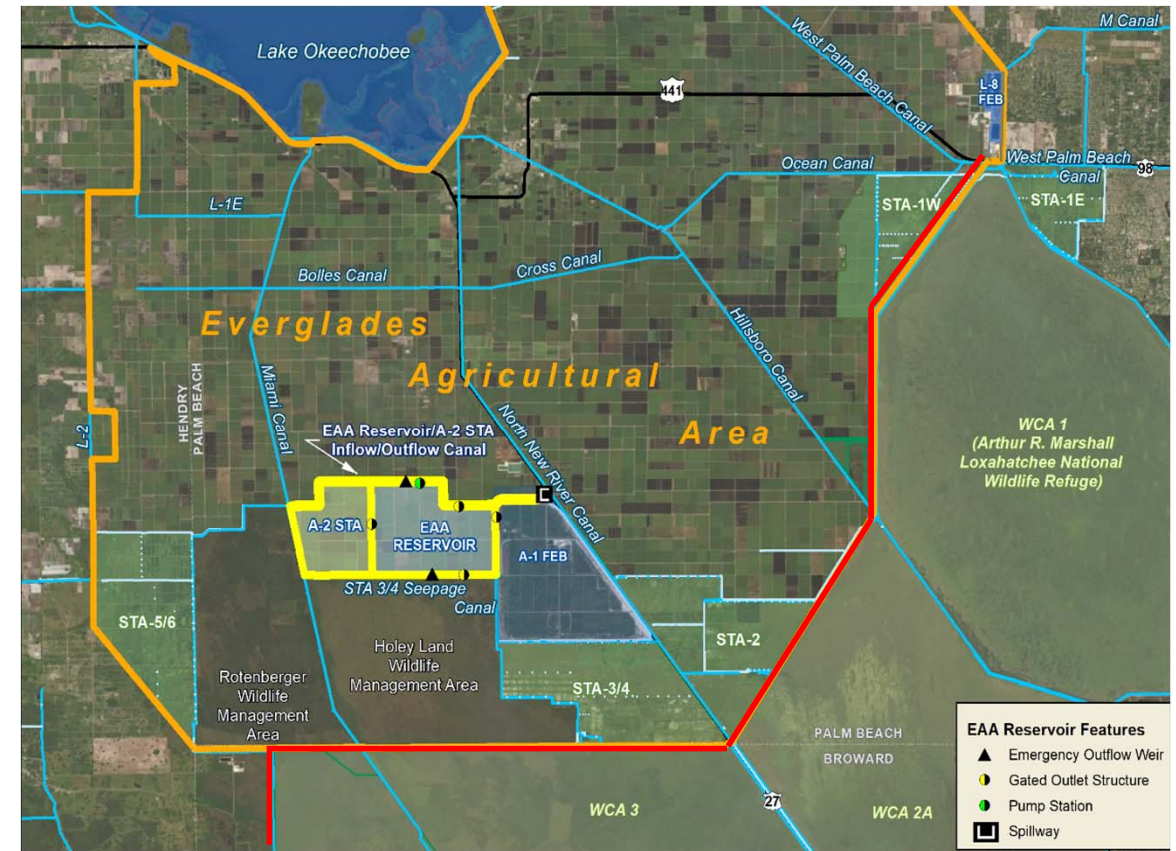 Lake Okeechobee
M Canal
West Palm Beach Canal
441
L-8
FEB
Ocean Canal
West Palm Beach
Canal
98
STA-1W
STA-1E
L-1E
Bolles Canal
Cross Canal
Everglades
Agricultural
Area
Hillsboro Canal
HENDRY
PALM BEACH
Miami Canal
L-2
North New River Canal
EAA Reservoir/A-2 STA
Inflow/Outflow Canal
WCA 1
(Arthur R. Marshall
Loxahatchee National
Wildlife Refuge)
A-2 STA
EAA
RESERVOIR
A-1 FEB
STA 3/4 Seepage
Canal
STA-5/6
STA-2
Holey Land
Wildlife
Management Area
Rotenberger
Wildlife
Management
Area
STA-3/4
PALM BEACH
BROWARD
WCA 3
27
WCA 2A
EAA Reservoir Features
Emergency Outflow Weir
Gated Outlet Structure
Pump Station
Spillway